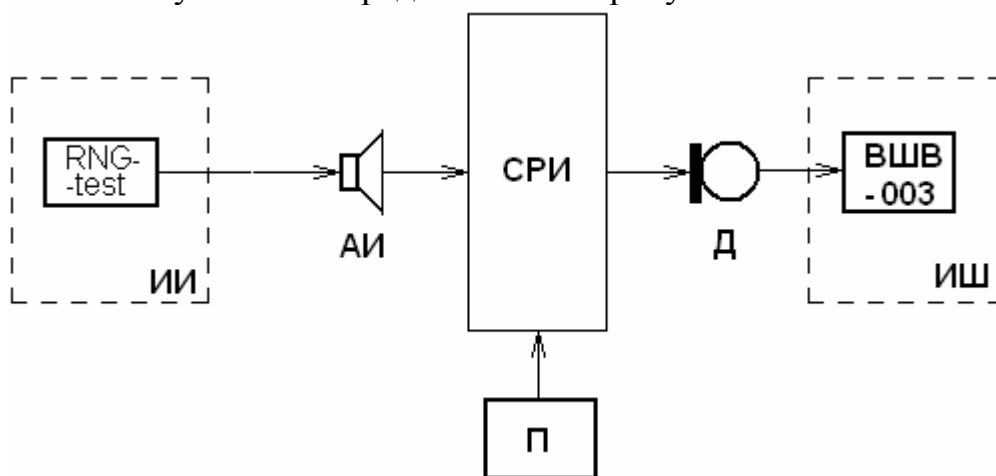 RNG-
-test
ИИ
АИ
СРИ
П
Д
ВШВ
- 003
ИШ